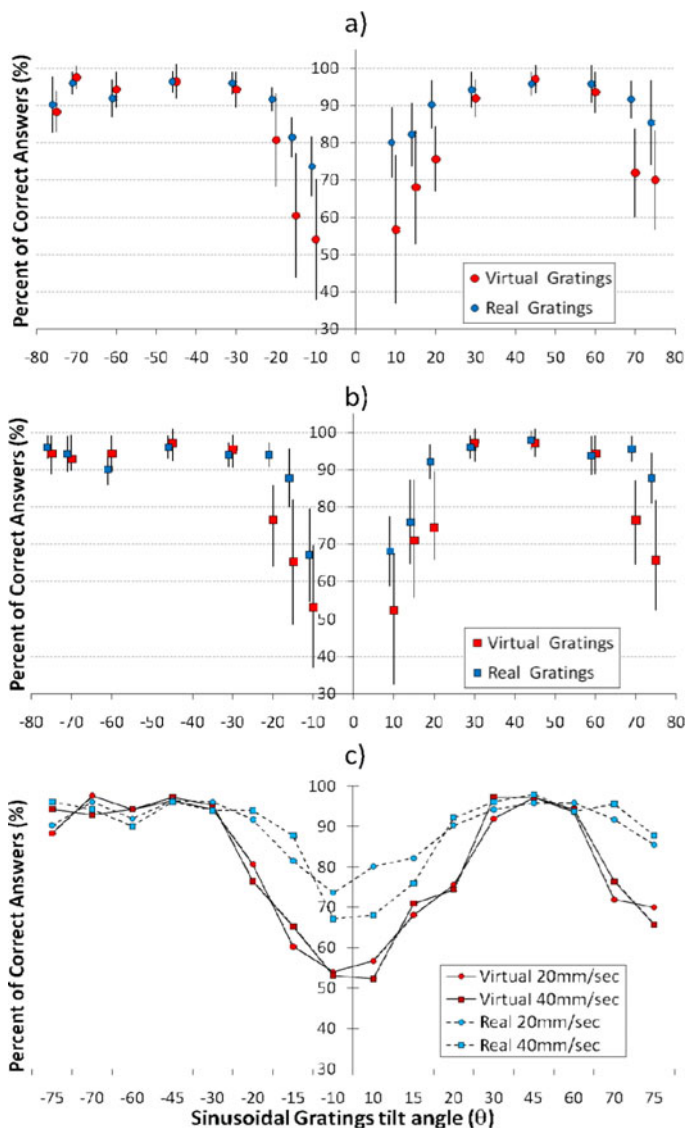 a)
Percent of Correct Answers (%)
100
90
80
70
60
50
40
30
Virtual Gratings
Real Gratings
-80 -70 -60 -50 -40 -30 -20 -10 0 10 20 30 40 50 60 70 80
b)
Percent of Correct Answers (%)
100
90
80
70
60
50
40
30
Virtual Gratings
Real Gratings
-80 -70 -60 -50 -40 -30 -20 -10 0 10 20 30 40 50 60 70 80
c)
Percent of Correct Answers (%)
100
90
80
70
60
50
40
30
Virtual 20mm/sec
Virtual 40mm/sec
Real 20mm/sec
Real 40mm/sec
-75 -70 -60 -45 -30 -20 -15 -10 10 15 20 30 45 60 70 75
Sinusoidal Gratings tilt angle (θ)